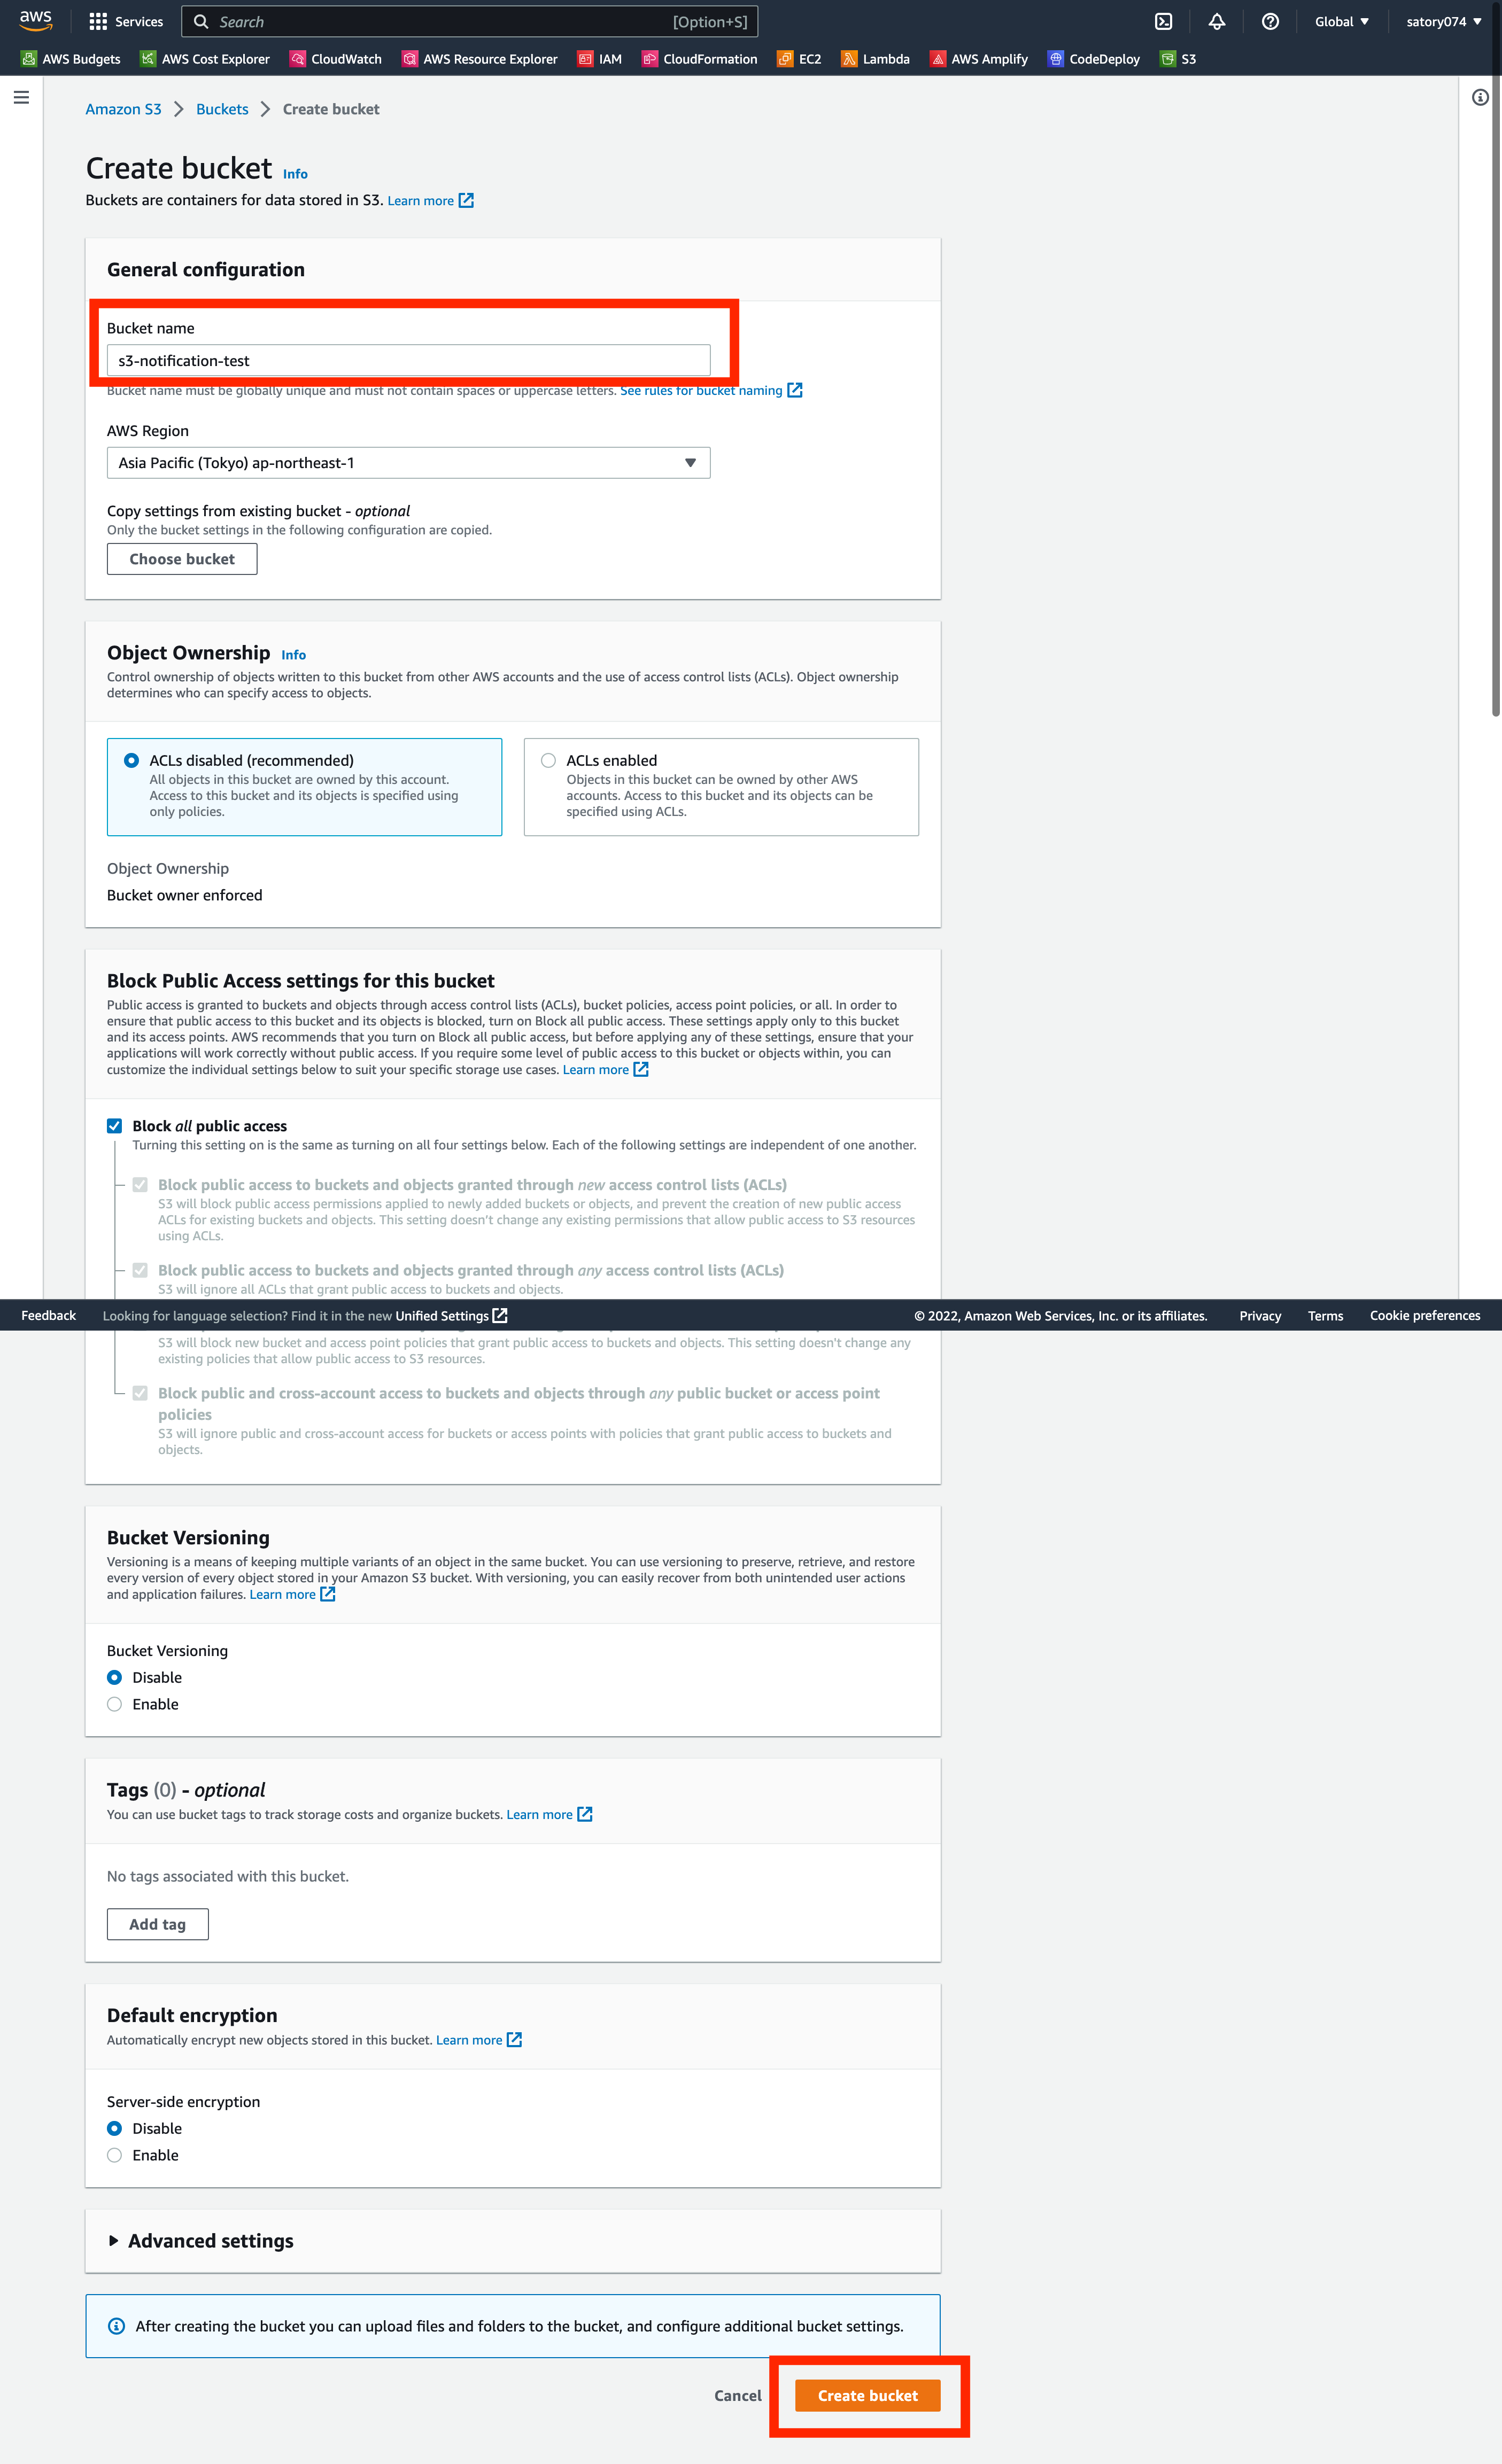 aws Services Search [Option+S] Global ▼ satory074 ▼
AWS Budgets AWS Cost Explorer CloudWatch AWS Resource Explorer IAM CloudFormation EC2 Lambda AWS Amplify CodeDeploy S3
Amazon S3 > Buckets > Create bucket
Create bucket Info
Buckets are containers for data stored in S3. Learn more
General configuration
Bucket name
s3-notification-test
Bucket name must be globally unique and must not contain spaces or uppercase letters. See rules for bucket naming
AWS Region
Asia Pacific (Tokyo) ap-northeast-1
Copy settings from existing bucket - optional
Only the bucket settings in the following configuration are copied.
Choose bucket
Object Ownership Info
Control ownership of objects written to this bucket from other AWS accounts and the use of access control lists (ACLs). Object ownership
determines who can specify access to objects.
ACLs disabled (recommended)
All objects in this bucket are owned by this account.
Access to this bucket and its objects is specified using
only policies.
ACLs enabled
Objects in this bucket can be owned by other AWS
accounts. Access to this bucket and its objects can be
specified using ACLs.
Object Ownership
Bucket owner enforced
Block Public Access settings for this bucket
Public access is granted to buckets and objects through access control lists (ACLs), bucket policies, access point policies, or all. In order to
ensure that public access to this bucket and its objects is blocked, turn on Block all public access. These settings apply only to this bucket
and its access points. AWS recommends that you turn on Block all public access, but before applying any of these settings, ensure that your
applications will work correctly without public access. If you require some level of public access to this bucket or objects within, you can
customize the individual settings below to suit your specific storage use cases. Learn more
Block all public access
Turning this setting on is the same as turning on all four settings below. Each of the following settings are independent of one another.
Block public access to buckets and objects granted through new access control lists (ACLs)
S3 will block public access permissions applied to newly added buckets or objects, and prevent the creation of new public access
ACLs for existing buckets and objects. This setting doesn't change any existing permissions that allow public access to S3 resources
using ACLs.
Block public access to buckets and objects granted through any access control lists (ACLs)
S3 will ignore all ACLs that grant public access to buckets and objects.
Feedback Looking for language selection? Find it in the new Unified Settings © 2022, Amazon Web Services, Inc. or its affiliates. Privacy Terms Cookie preferences
S3 will block new bucket and access point policies that grant public access to buckets and objects. This setting doesn't change any
existing policies that allow public access to S3 resources.
Block public and cross-account access to buckets and objects through any public bucket or access point
policies
S3 will ignore public and cross-account access for buckets or access points with policies that grant public access to buckets and
objects.
Bucket Versioning
Versioning is a means of keeping multiple variants of an object in the same bucket. You can use versioning to preserve, retrieve, and restore
every version of every object stored in your Amazon S3 bucket. With versioning, you can easily recover from both unintended user actions
and application failures. Learn more
Bucket Versioning
Disable
Enable
Tags (0) - optional
You can use bucket tags to track storage costs and organize buckets. Learn more
No tags associated with this bucket.
Add tag
Default encryption
Automatically encrypt new objects stored in this bucket. Learn more
Server-side encryption
Disable
Enable
Advanced settings
After creating the bucket you can upload files and folders to the bucket, and configure additional bucket settings.
Cancel Create bucket